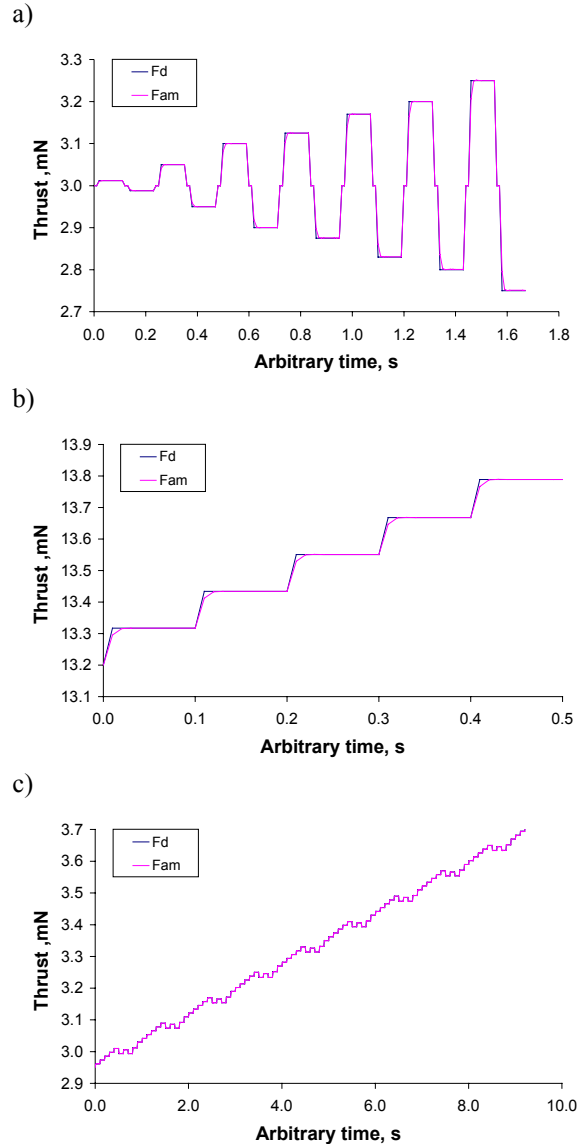 a)
3.3
3.2
3.1
3.0
2.9
2.8
2.7
Thrust ,mN
Fd
Fam
0.0 0.2 0.4 0.6 0.8 1.0 1.2 1.4 1.6 1.8
Arbitrary time, s
b)
13.9
13.8
13.7
13.6
13.5
13.4
13.3
13.2
13.1
Thrust ,mN
Fd
Fam
0.0 0.1 0.2 0.3 0.4 0.5
Arbitrary time, s
c)
3.7
3.6
3.5
3.4
3.3
3.2
3.1
3.0
2.9
Thrust ,mN
Fd
Fam
0.0 2.0 4.0 6.0 8.0 10.0
Arbitrary time, s